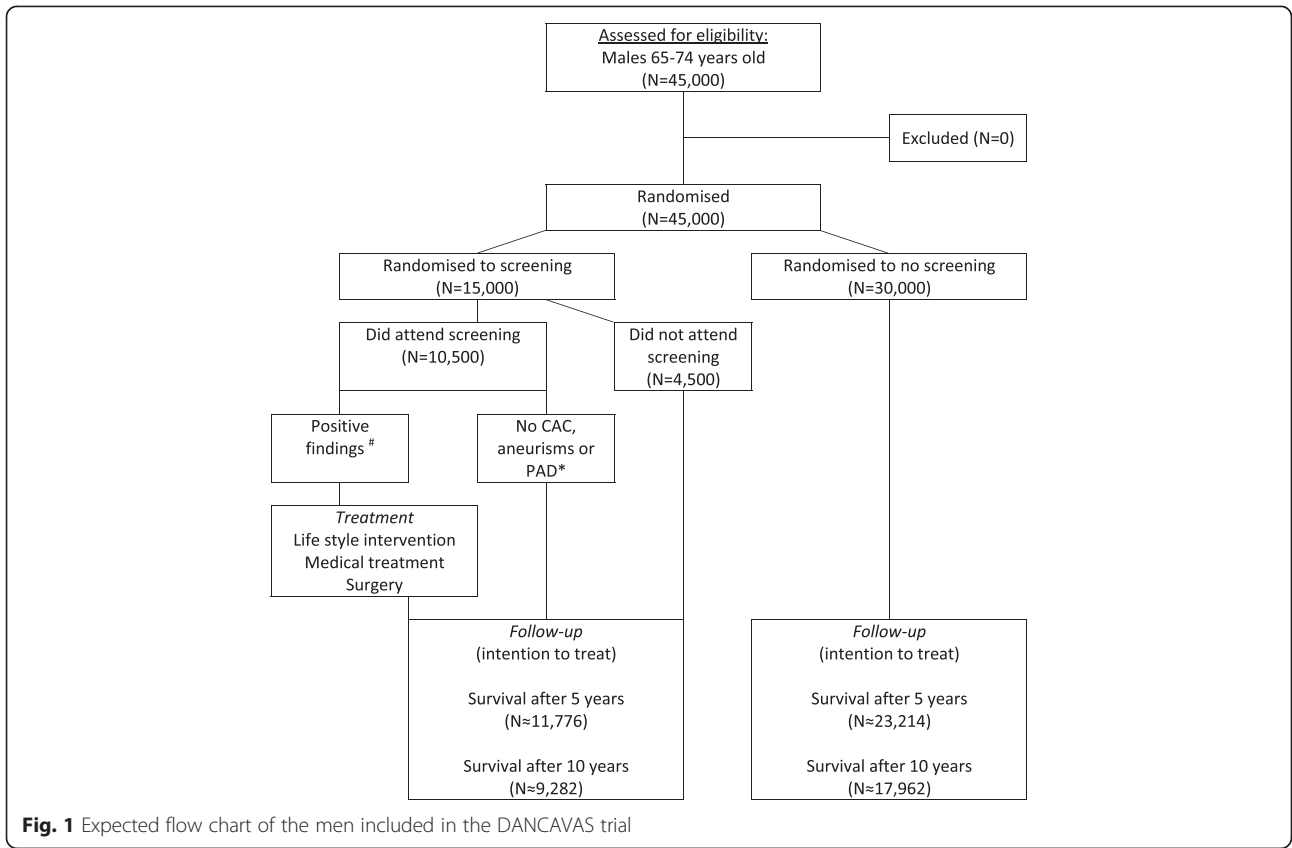 Assessed for eligibility:
Males 65-74 years old
(N=45,000)
Excluded (N=0)
Randomised
(N=45,000)
Randomised to screening
(N=15,000)
Randomised to no screening
(N=30,000)
Did attend screening
(N=10,500)
Did not attend
screening
(N=4,500)
Positive
findings #
No CAC,
aneurisms or
PAD*
Treatment
Life style intervention
Medical treatment
Surgery
Follow-up
(intention to treat)
Survival after 5 years
(N≈11,776)
Survival after 10 years
(N≈9,282)
Follow-up
(intention to treat)
Survival after 5 years
(N≈23,214)
Survival after 10 years
(N≈17,962)
Fig. 1 Expected flow chart of the men included in the DANCAVAS trial